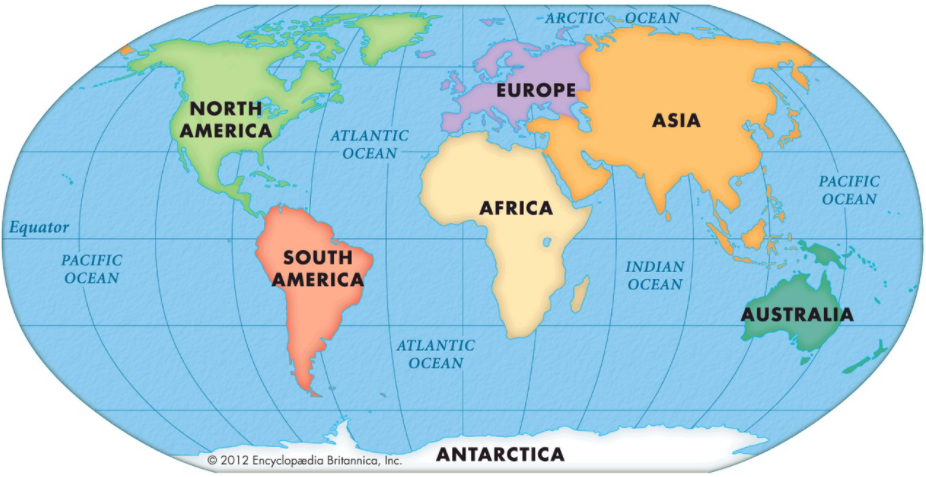 ARCTIC OCEAN
NORTH
AMERICA
EUROPE
ASIA
ATLANTIC
OCEAN
PACIFIC
OCEAN
AFRICA
Equator
PACIFIC
OCEAN
SOUTH
AMERICA
INDIAN
OCEAN
AUSTRALIA
ATLANTIC
OCEAN
ANTARCTICA
© 2012 Encyclopædia Britannica, Inc.